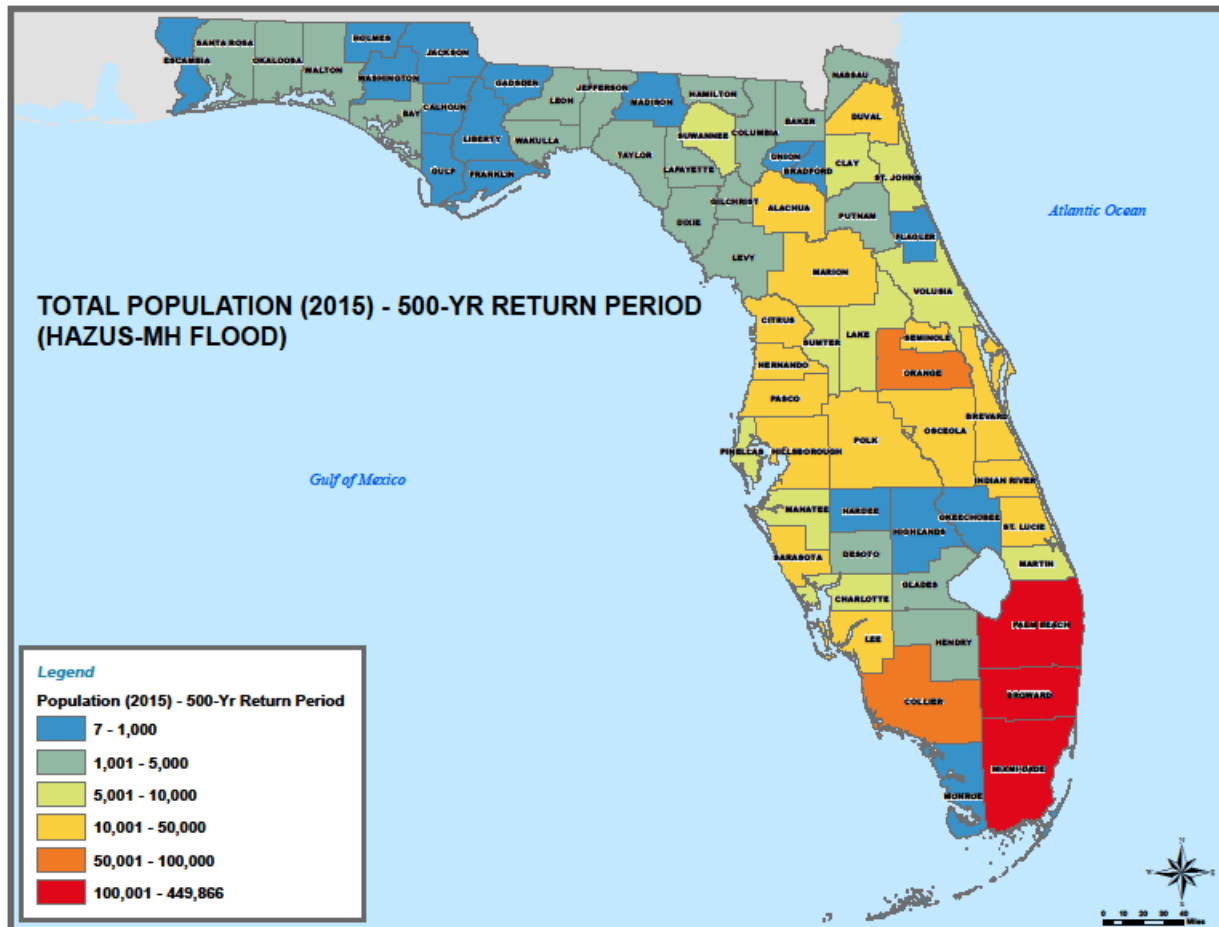 SANTA ROSA
HOLMES
JACKSON
ESCAMBIA
OKALOOSA
WALTON
WASHINGTON
GADSDEN
BAY
CALHOUN
LEON
JEFFERSON
MADISON
HAMILTON
NASSAU
LIBERTY
WAKULLA
SUWANNEE
COLUMBIA
BAKER
DUVAL
GULF
FRANKLIN
TAYLOR
LAFAYETTE
UNION
BRADFORD
CLAY
ST. JOHNS
GILCHRIST
ALACHUA
PUTNAM
Atlantic Ocean
DIXIE
FLAGLER
LEVY
MARION
VOLUSIA
TOTAL POPULATION (2015) - 500-YR RETURN PERIOD
(HAZUS-MH FLOOD)
CITRUS
SUMTER
LAKE
SEMINOLE
HERNANDO
ORANGE
PASCO
BREVARD
OSCEOLA
POLK
PINELLAS
HILLSBOROUGH
Gulf of Mexico
INDIAN RIVER
MANATEE
HARDEE
OKEECHOBEE
HIGHLANDS
ST. LUCIE
SARASOTA
DESOTO
MARTIN
GLADES
CHARLOTTE
PALM BEACH
LEE
HENDRY
BROWARD
COLLIER
MIAMI-DADE
MONROE
Legend
Population (2015) - 500-Yr Return Period
7 - 1,000
1,001 - 5,000
5,001 - 10,000
10,001 - 50,000
50,001 - 100,000
100,001 - 449,866
N
W
E
S
0 10 20 30 40
Miles